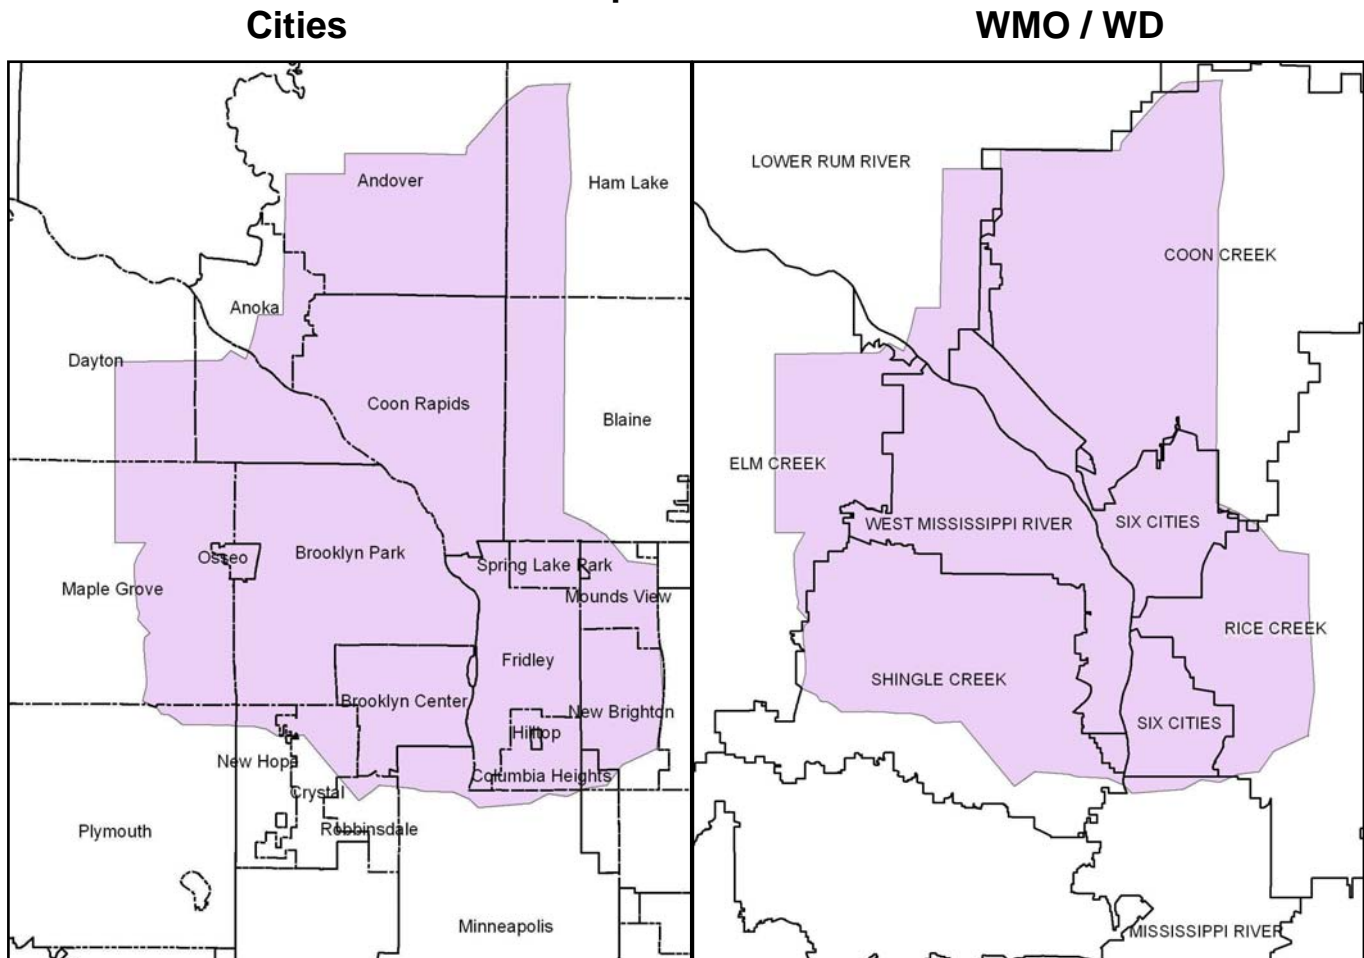 Cities
WMO / WD
Andover
Ham Lake
Anoka
Dayton
Coon Rapids
Blaine
Brooklyn Park
Osseo
Spring Lake Park
Maple Grove
Mounds View
Fridley
Brooklyn Center
New Brighton
Hilltop
New Hope
Columbia Heights
Crystal
Plymouth
Robbinsdale
Minneapolis
LOWER RUM RIVER
COON CREEK
ELM CREEK
WEST MISSISSIPPI RIVER
SIX CITIES
RICE CREEK
SHINGLE CREEK
SIX CITIES
MISSISSIPPI RIVER